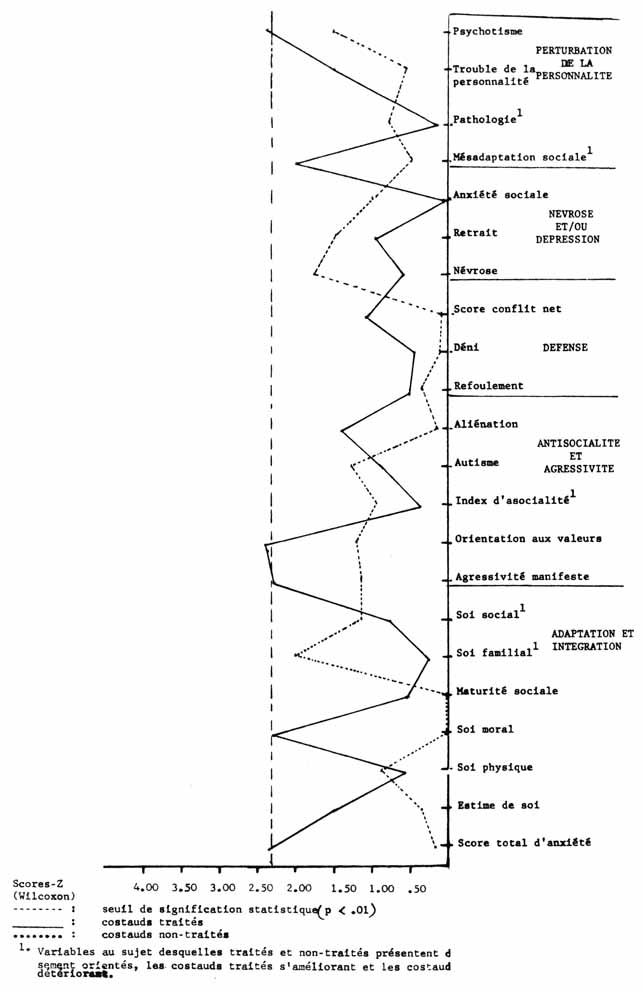 Psychotisme
PERTURBATION
DE LA
PERSONNALITE
Trouble de la
personnalité
Pathologie1
Mésadaptation sociale1
Anxiété sociale
NEVROSE
ET/OU
DEPRESSION
Retrait
Névrose
Score conflit net
Déni
DEFENSE
Refoulement
Aliénation
ANTISOCIALITE
ET
AGRESSIVITE
Autisme
Index d'asocialité1
Orientation aux valeurs
Agressivité manifeste
Soi social1
ADAPTATION ET
INTEGRATION
Soi familial1
Maturité sociale
Soi moral
Soi physique
Estime de soi
Score total d'anxiété
Scores-Z
(Wilcoxon)
4.00 3.50 3.00 2.50 2.00 1.50 1.00 .50
-------- : seuil de signification statistique(p < .01)
________ : costauds traités
........ : costauds non-traités
1. Variables au sujet desquelles traités et non-traités présentent d
sement orientés, les costauds traités s'améliorant et les costaud
détériorant.